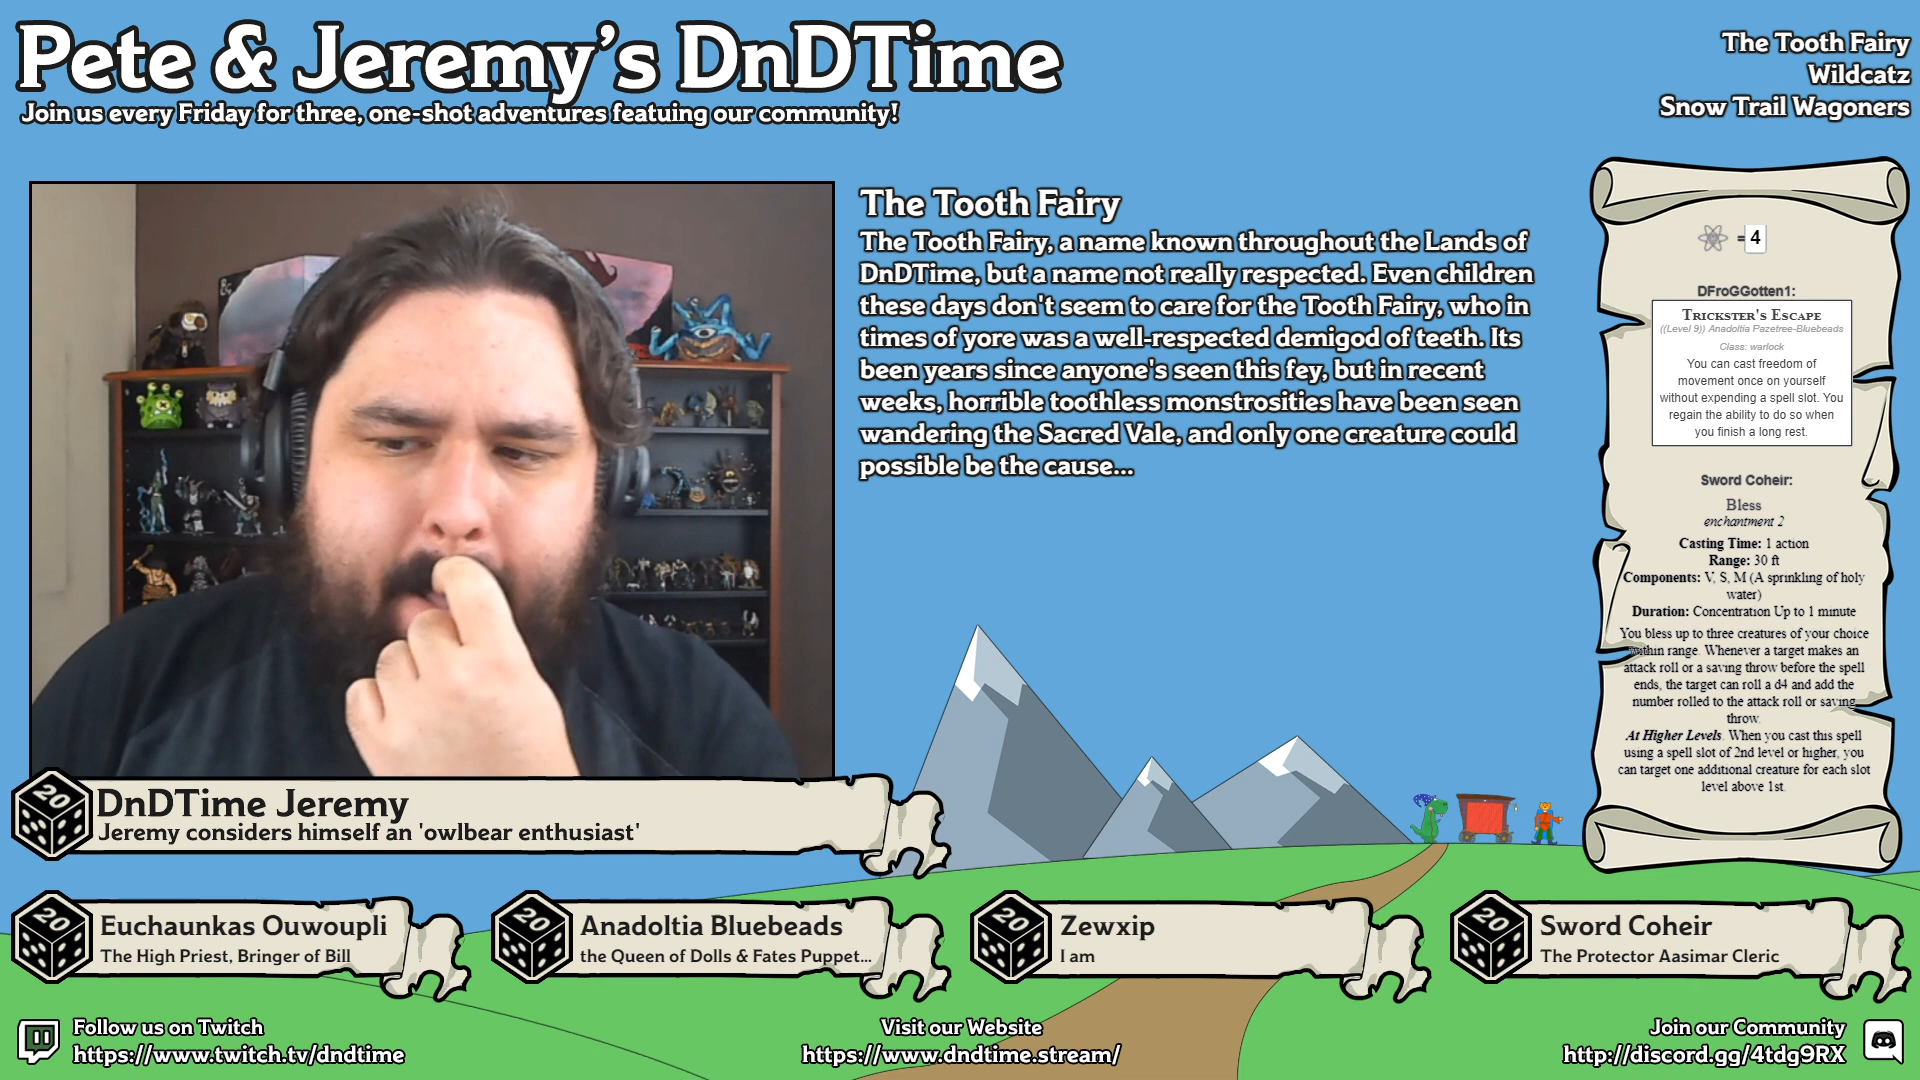 Pete & Jeremy's DnDTime
Join us every Friday for three, one-shot adventures featuing our community!
The Tooth Fairy
Wildcatz
Snow Trail Wagoners
The Tooth Fairy
The Tooth Fairy, a name known throughout the Lands of
DnDTime, but a name not really respected. Even children
these days don't seem to care for the Tooth Fairy, who in
times of yore was a well-respected demigod of teeth. Its
been years since anyone's seen this fey, but in recent
weeks, horrible toothless monstrosities have been seen
wandering the Sacred Vale, and only one creature could
possible be the cause...
=4
DFroGGotten1:
Trickster's Escape
((Level 9)) Anadoltia Pazetree-Bluebeads
Class: warlock
You can cast freedom of
movement once on yourself
without expending a spell slot. You
regain the ability to do so when
you finish a long rest.
Sword Coheir:
Bless
enchantment 2
Casting Time: 1 action
Range: 30 ft
Components: V, S, M (A sprinkling of holy
water)
Duration: Concentration Up to 1 minute
You bless up to three creatures of your choice
within range. Whenever a target makes an
attack roll or a saving throw before the spell
ends, the target can roll a d4 and add the
number rolled to the attack roll or saving
throw.
At Higher Levels. When you cast this spell
using a spell slot of 2nd level or higher, you
can target one additional creature for each slot
level above 1st.
20
DnDTime Jeremy
Jeremy considers himself an 'owlbear enthusiast'
20
Euchaunkas Ouwoupli
The High Priest, Bringer of Bill
20
Anadoltia Bluebeads
the Queen of Dolls & Fates Puppet...
20
Zewxip
I am
20
Sword Coheir
The Protector Aasimar Cleric
Follow us on Twitch
https://www.twitch.tv/dndtime
Visit our Website
https://www.dndtime.stream/
Join our Community
http://discord.gg/4tdg9RX